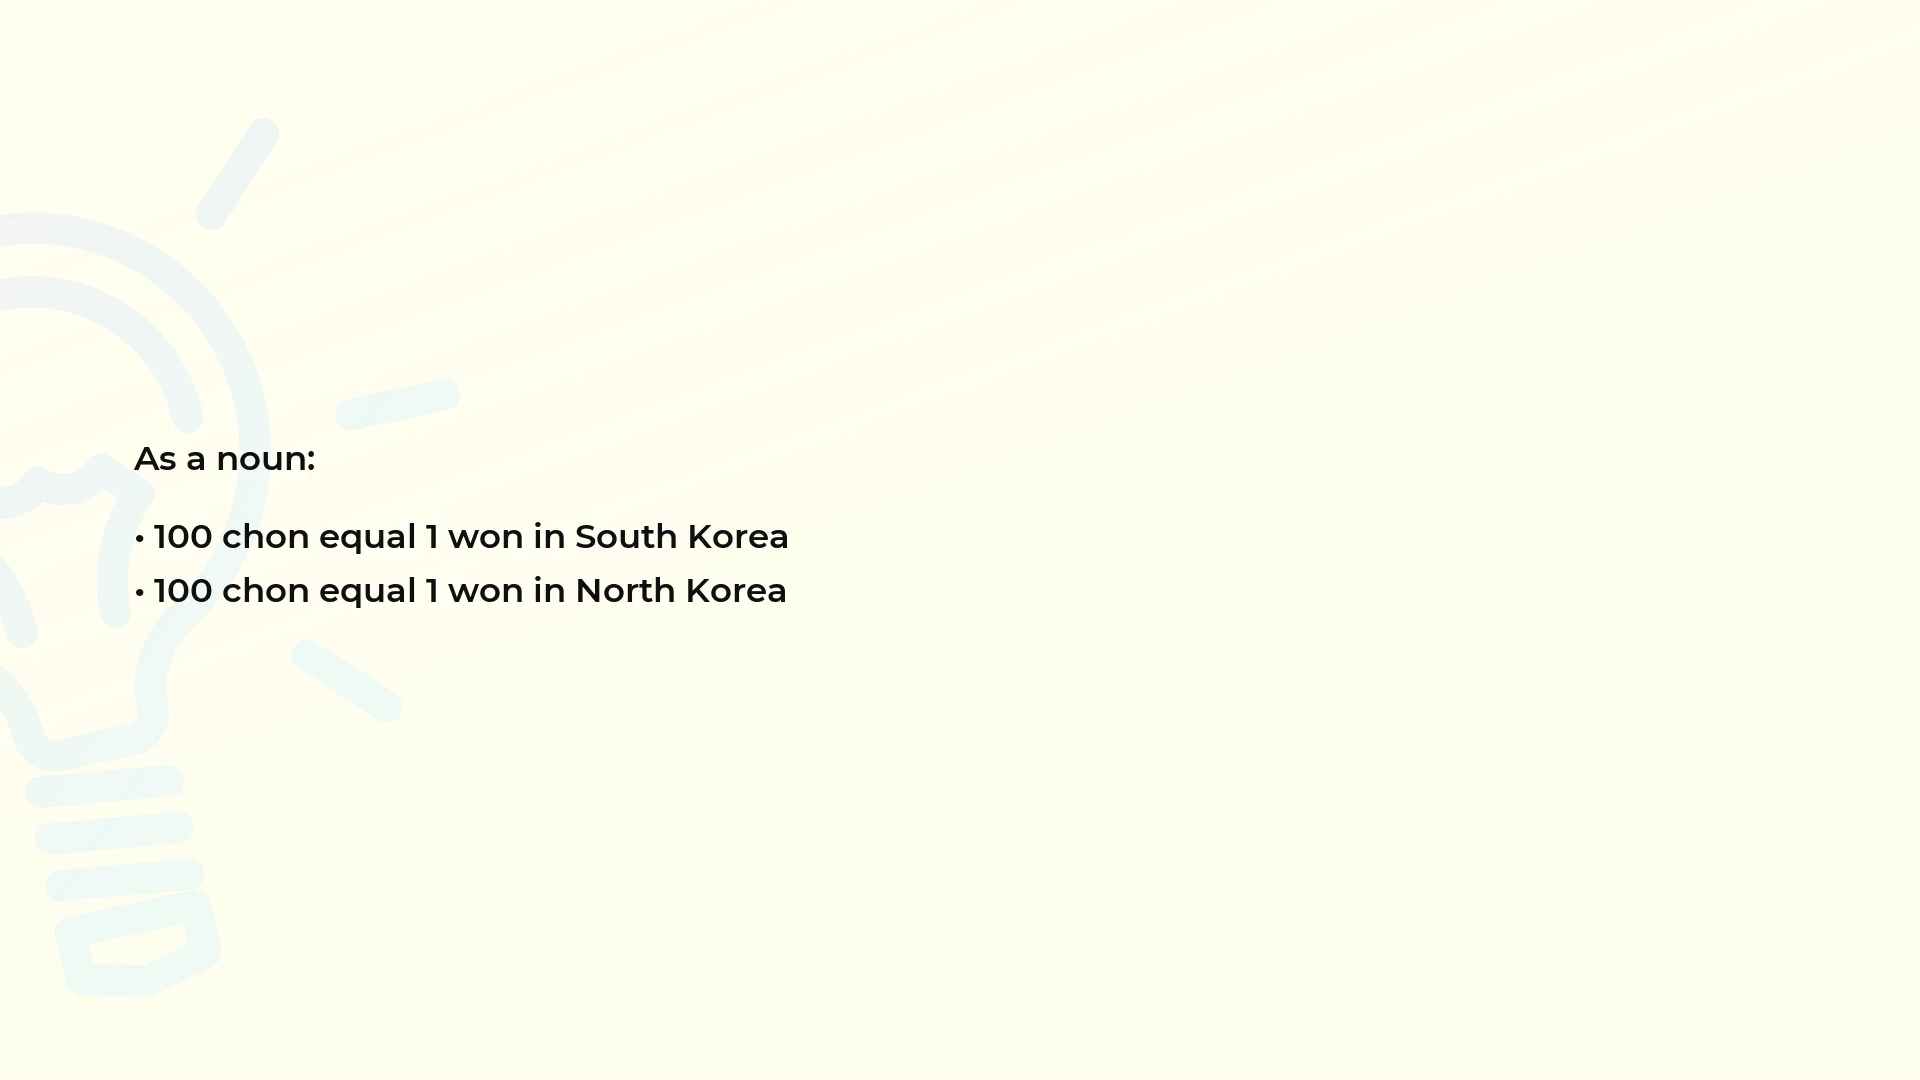 As a noun:
• 100 chon equal 1 won in South Korea
• 100 chon equal 1 won in North Korea